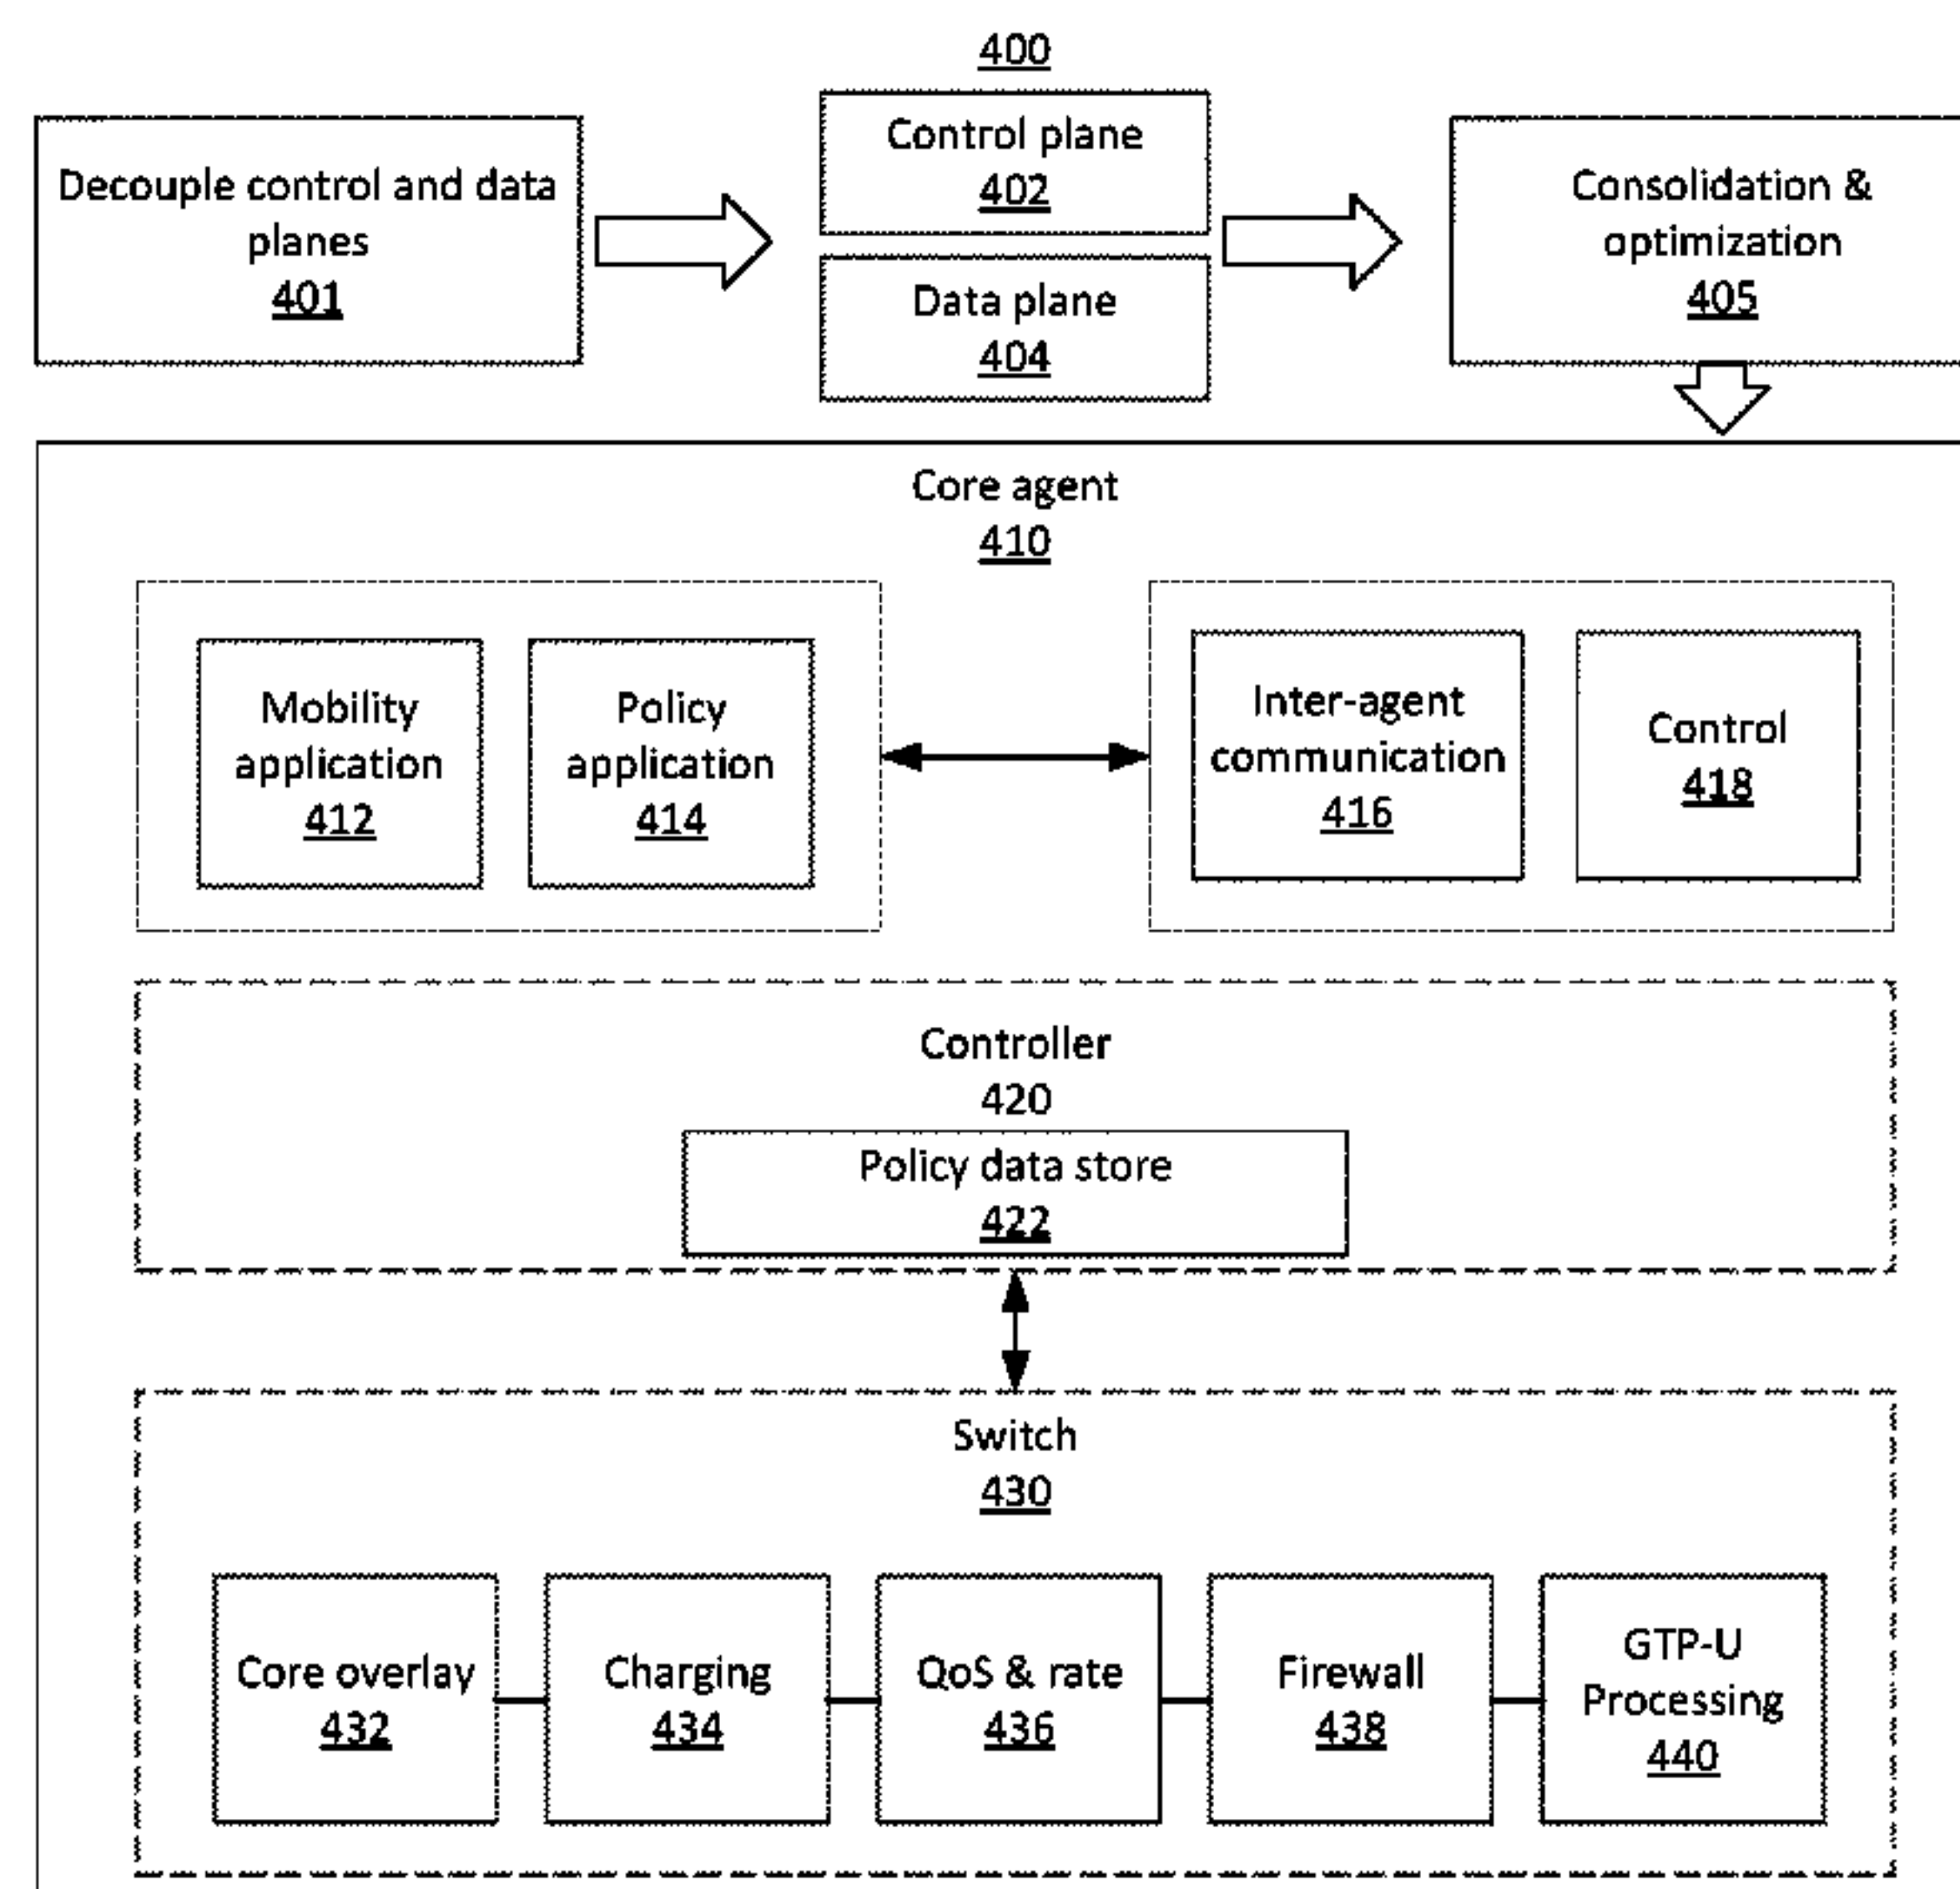 400
Decouple control and data
planes
401
Control plane
402
Data plane
404
Consolidation &
optimization
405
Core agent
410
Mobility
application
412
Policy
application
414
Inter-agent
communication
416
Control
418
Controller
420
Policy data store
422
Switch
430
Core overlay
432
Charging
434
QoS & rate
436
Firewall
438
GTP-U
Processing
440